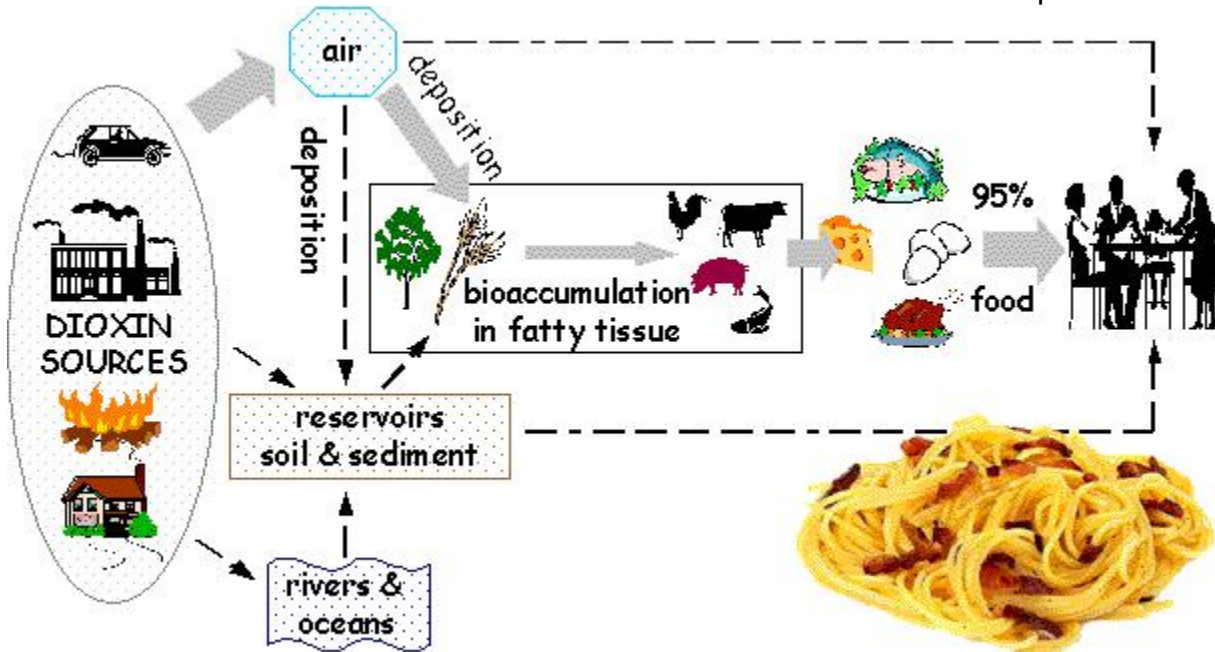 air
deposition
deposition
95%
bioaccumulation
in fatty tissue
food
DIOXIN
SOURCES
reservoirs
soil & sediment
rivers &
oceans